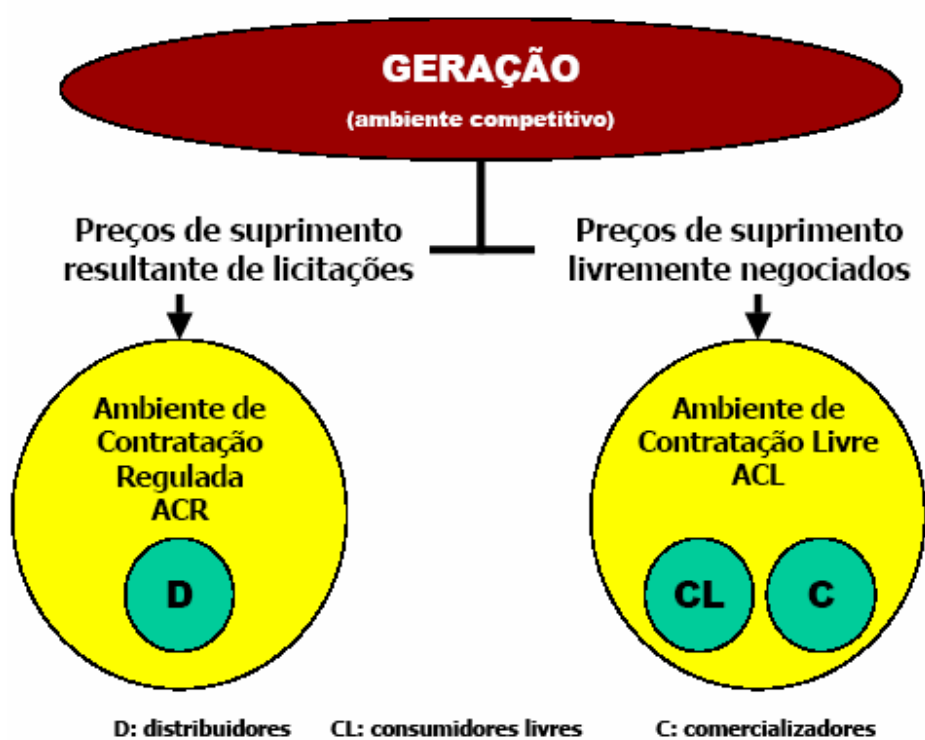 GERAÇÃO
(ambiente competitivo)
Preços de suprimento
resultante de licitações
Preços de suprimento
livremente negociados
Ambiente de
Contratação
Regulada
ACR
D
Ambiente de
Contratação Livre
ACL
CL
C
D: distribuidores
CL: consumidores livres
C: comercializadores